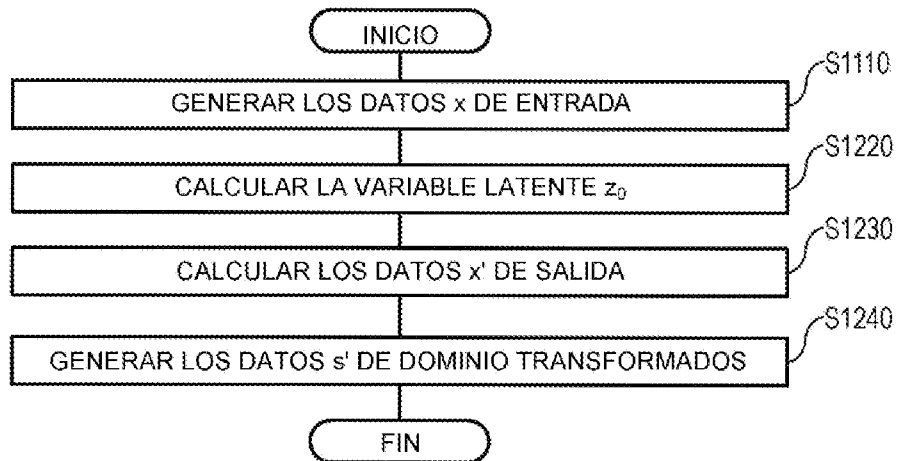 INICIO
S1110
GENERAR LOS DATOS x DE ENTRADA
S1220
CALCULAR LA VARIABLE LATENTE z₀
S1230
CALCULAR LOS DATOS x' DE SALIDA
S1240
GENERAR LOS DATOS s' DE DOMINIO TRANSFORMADOS
FIN